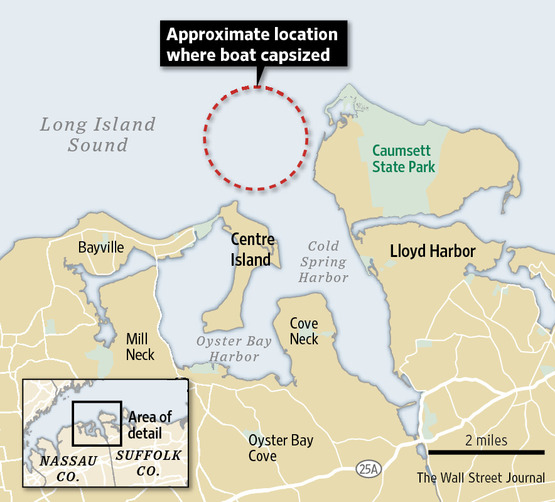 Approximate location
where boat capsized
Long Island
Sound
Caumsett
State Park
Bayville
Centre
Island
Cold
Spring
Harbor
Lloyd Harbor
Mill
Neck
Oyster Bay
Harbor
Cove
Neck
Area of
detail
NASSAU
CO.
SUFFOLK
CO.
Oyster Bay
Cove
25A
2 miles
The Wall Street Journal